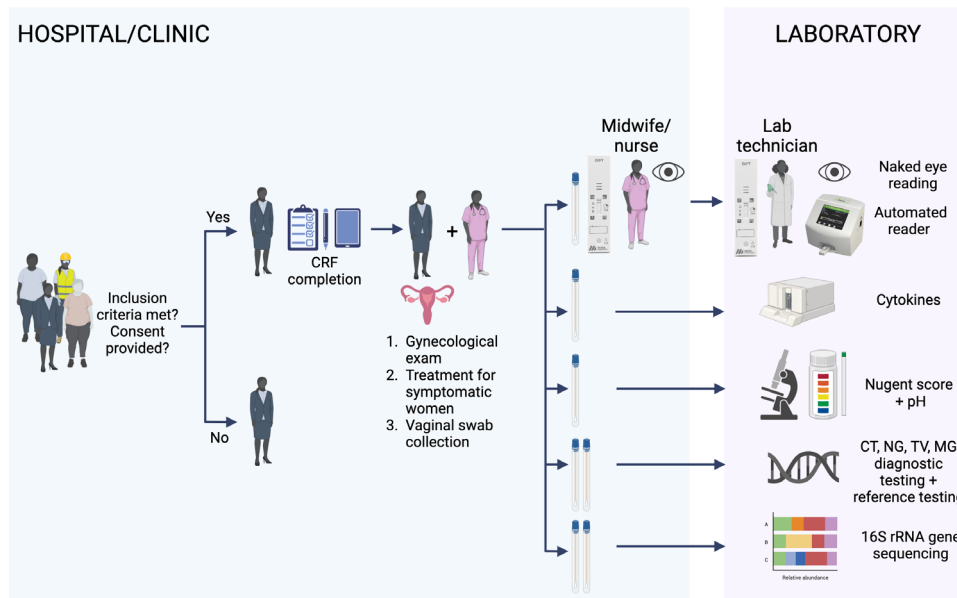 HOSPITAL/CLINIC
LABORATORY
Midwife/
nurse
Lab
technician
Naked eye
reading
Automated
reader
Yes
CRF
completion
+
Inclusion
criteria met?
Consent
provided?
Cytokines
1. Gynecological
exam
2. Treatment for
symptomatic
women
3. Vaginal swab
collection
Nugent score
+ pH
No
CT, NG, TV, MG
diagnostic
testing +
reference testing
16S rRNA gene
sequencing
A
B
C
Relative abundance